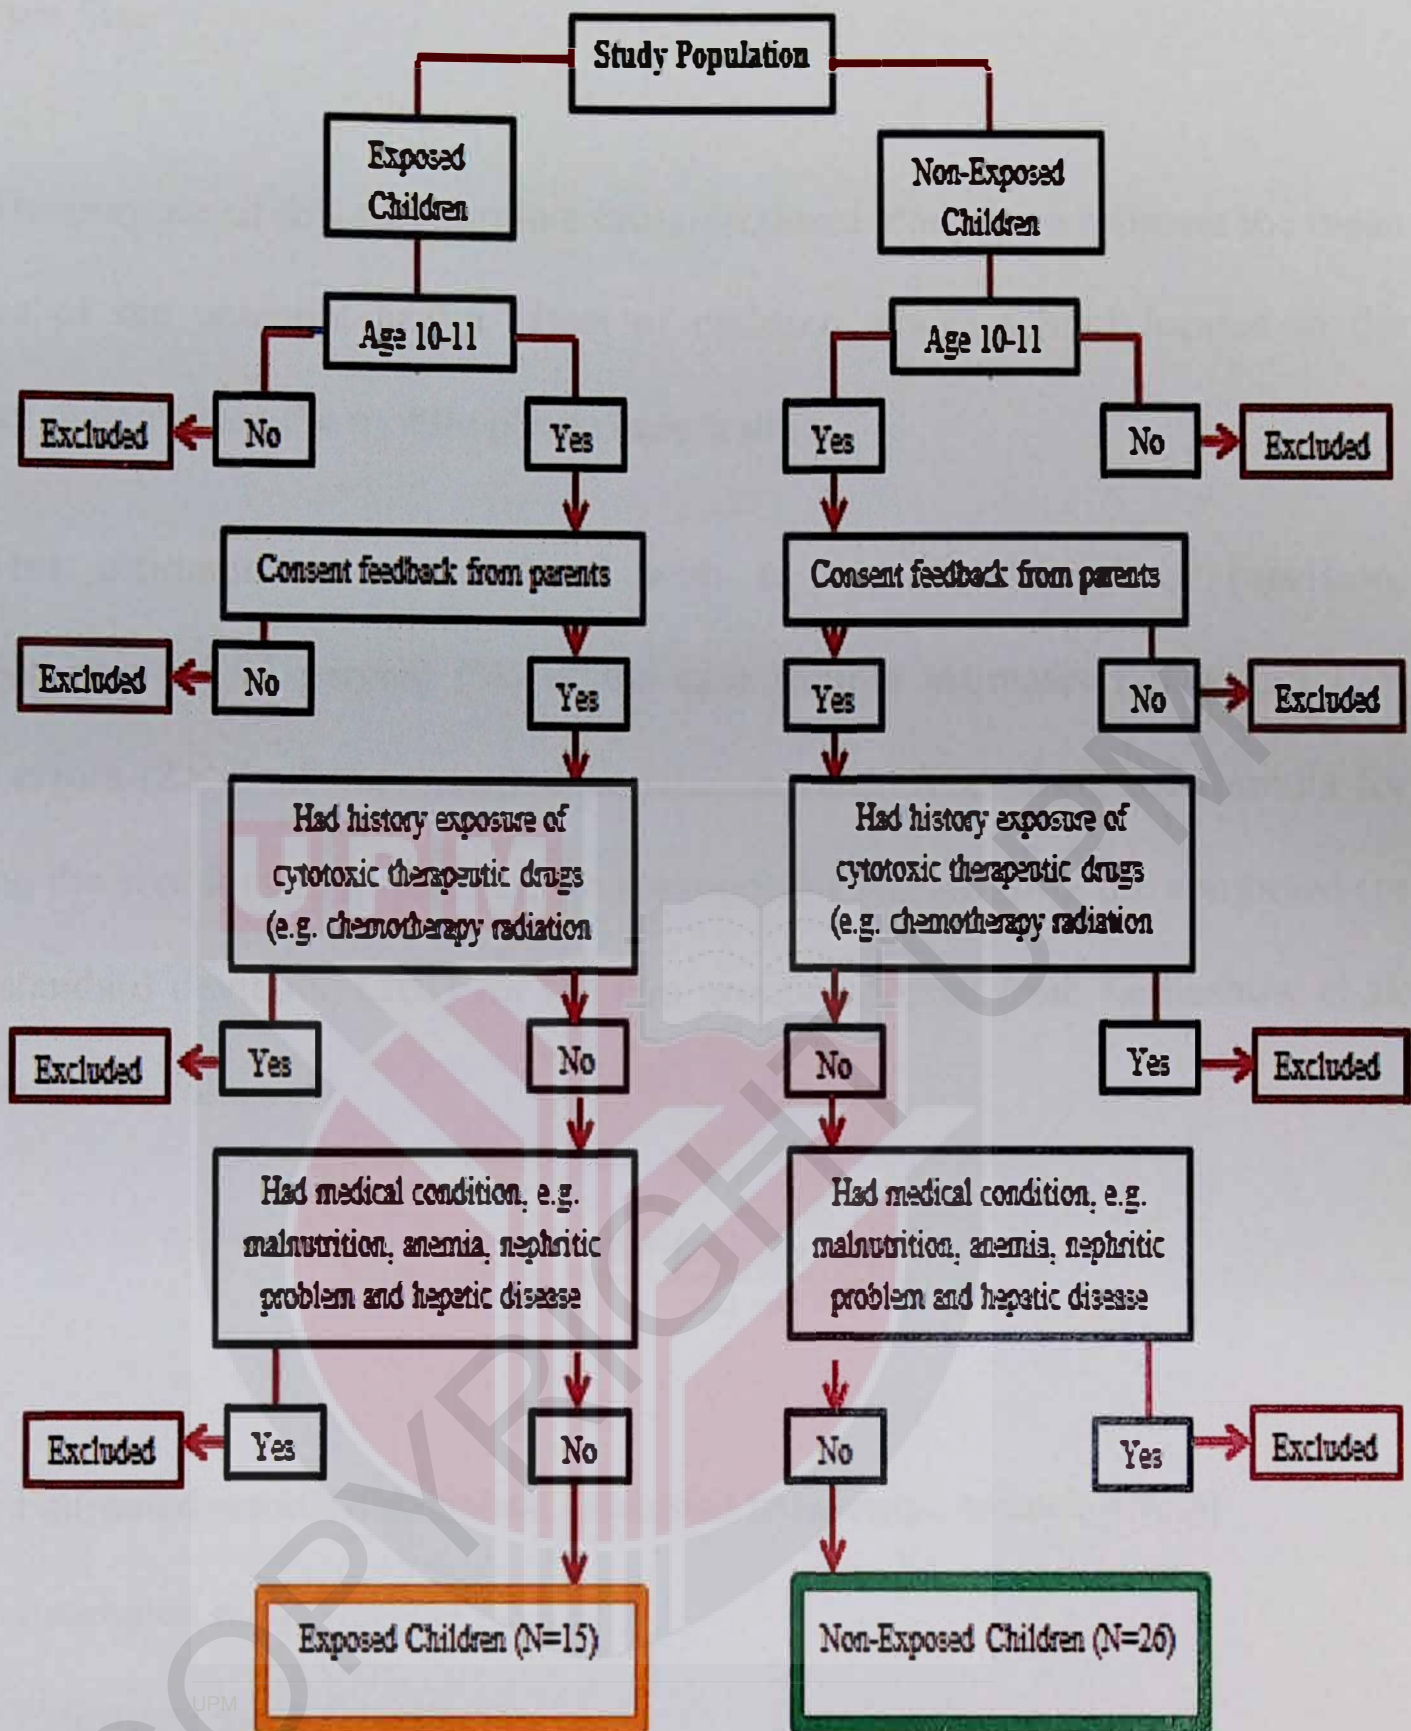 Study Population
Exposed
Children
Non-Exposed
Children
Age 10-11
Age 10-11
Excluded
No
Yes
Yes
No
Excluded
Consent feedback from parents
Consent feedback from parents
Excluded
No
Yes
Yes
No
Excluded
Had history exposure of
cytotoxic therapeutic drugs
(e.g. chemotherapy radiation
Had history exposure of
cytotoxic therapeutic drugs
(e.g. chemotherapy radiation
Excluded
Yes
No
No
Yes
Excluded
Had medical condition, e.g.
malnutrition, anemia, nephritic
problem and hepatic disease
Had medical condition, e.g.
malnutrition, anemia, nephritic
problem and hepatic disease
Excluded
Yes
No
No
Yes
Excluded
Exposed Children (N=15)
Non-Exposed Children (N=26)
UPM
COPYRIGHT UPM
UPM